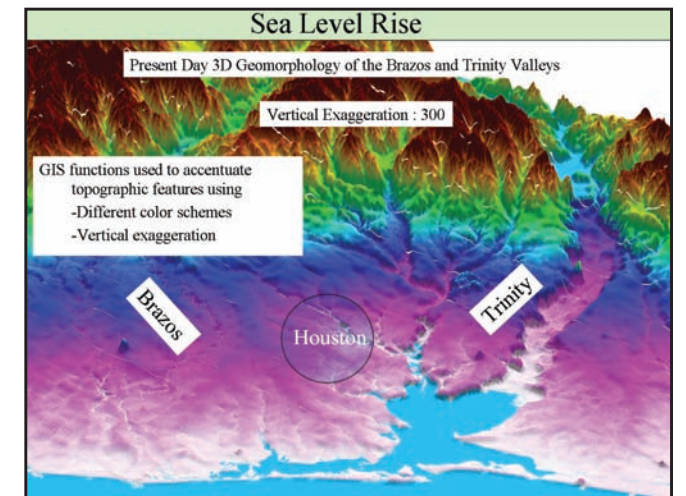 Sea Level Rise
Present Day 3D Geomorphology of the Brazos and Trinity Valleys
Vertical Exaggeration : 300
GIS functions used to accentuate
topographic features using
-Different color schemes
-Vertical exaggeration
Brazos
Trinity
Houston